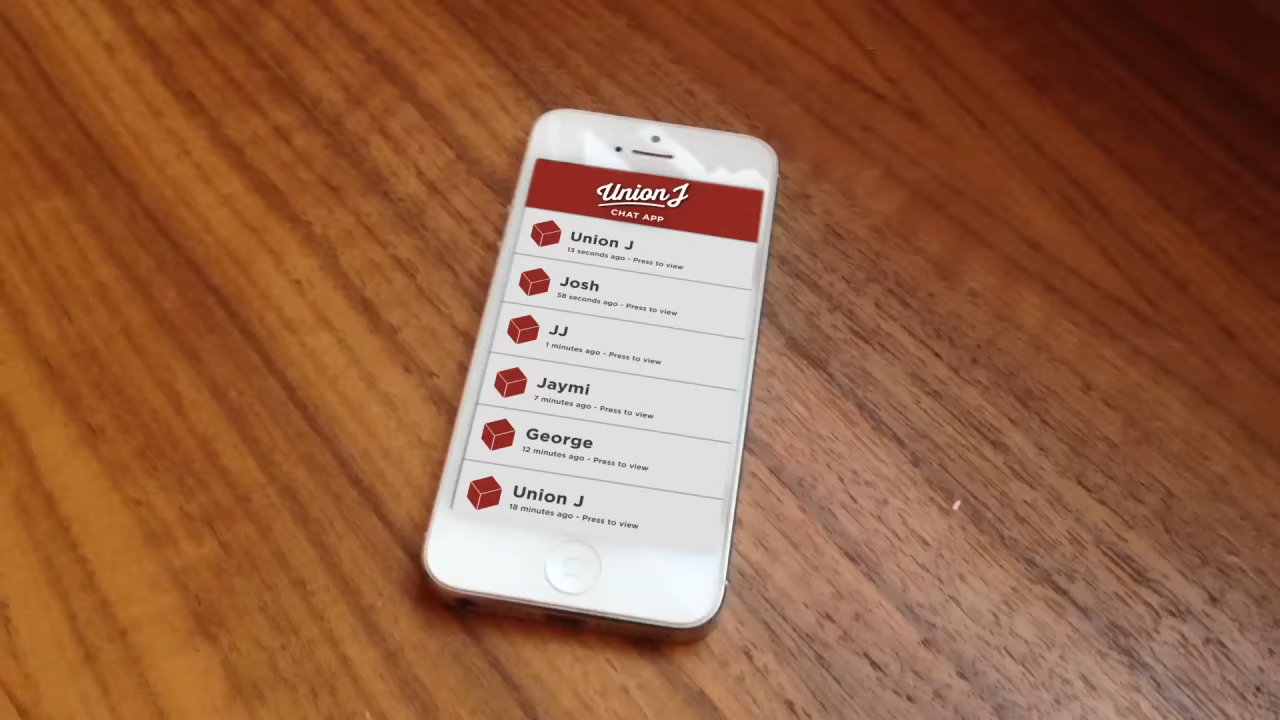 Union J
CHAT APP
Union J
13 seconds ago - Press to view
Josh
58 seconds ago - Press to view
JJ
1 minutes ago - Press to view
Jaymi
7 minutes ago - Press to view
George
12 minutes ago - Press to view
Union J
18 minutes ago - Press to view